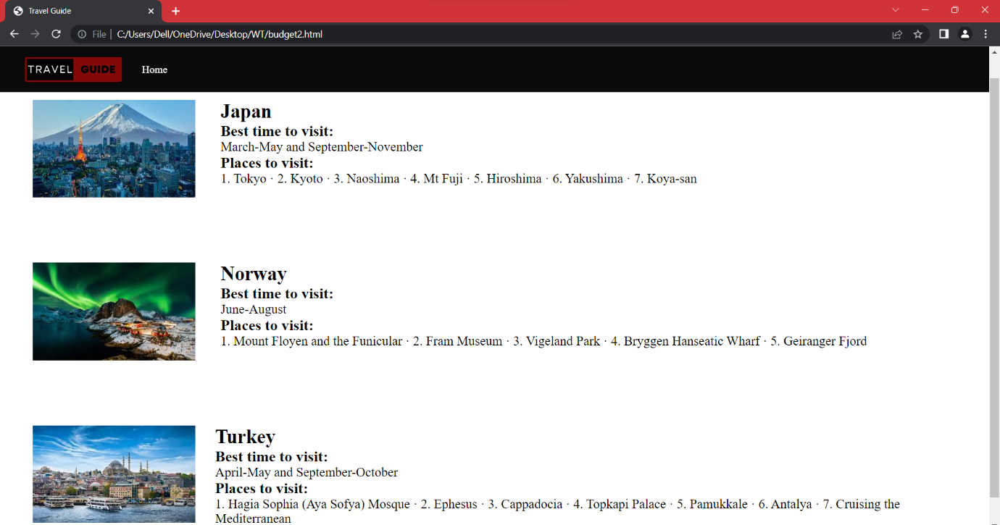 Travel Guide
File | C:/Users/Dell/OneDrive/Desktop/WT/budget2.html
TRAVEL GUIDE Home
Japan
Best time to visit:
March-May and September-November
Places to visit:
1. Tokyo · 2. Kyoto · 3. Naoshima · 4. Mt Fuji · 5. Hiroshima · 6. Yakushima · 7. Koya-san
Norway
Best time to visit:
June-August
Places to visit:
1. Mount Floyen and the Funicular · 2. Fram Museum · 3. Vigeland Park · 4. Bryggen Hanseatic Wharf · 5. Geiranger Fjord
Turkey
Best time to visit:
April-May and September-October
Places to visit:
1. Hagia Sophia (Aya Sofya) Mosque · 2. Ephesus · 3. Cappadocia · 4. Topkapi Palace · 5. Pamukkale · 6. Antalya · 7. Cruising the
Mediterranean